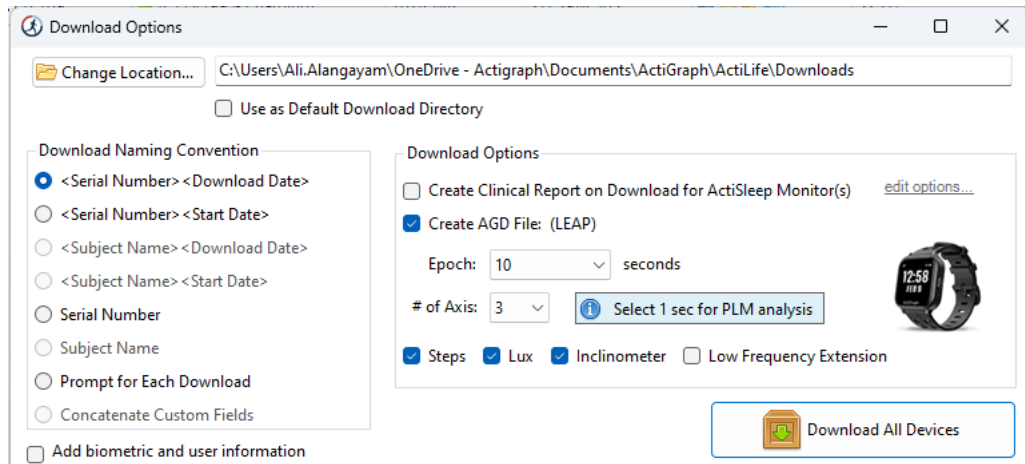 Download Options
Change Location...
C:\Users\Ali.Alangayam\OneDrive - Actigraph\Documents\ActiGraph\ActiLife\Downloads
Use as Default Download Directory
Download Naming Convention
<Serial Number><Download Date>
<Serial Number><Start Date>
<Subject Name><Download Date>
<Subject Name><Start Date>
Serial Number
Subject Name
Prompt for Each Download
Concatenate Custom Fields
Add biometric and user information
Download Options
Create Clinical Report on Download for ActiSleep Monitor(s) edit options...
Create AGD File: (LEAP)
Epoch: 10 seconds
# of Axis: 3 Select 1 sec for PLM analysis
12:58
FEB
Steps Lux Inclinometer Low Frequency Extension
Download All Devices